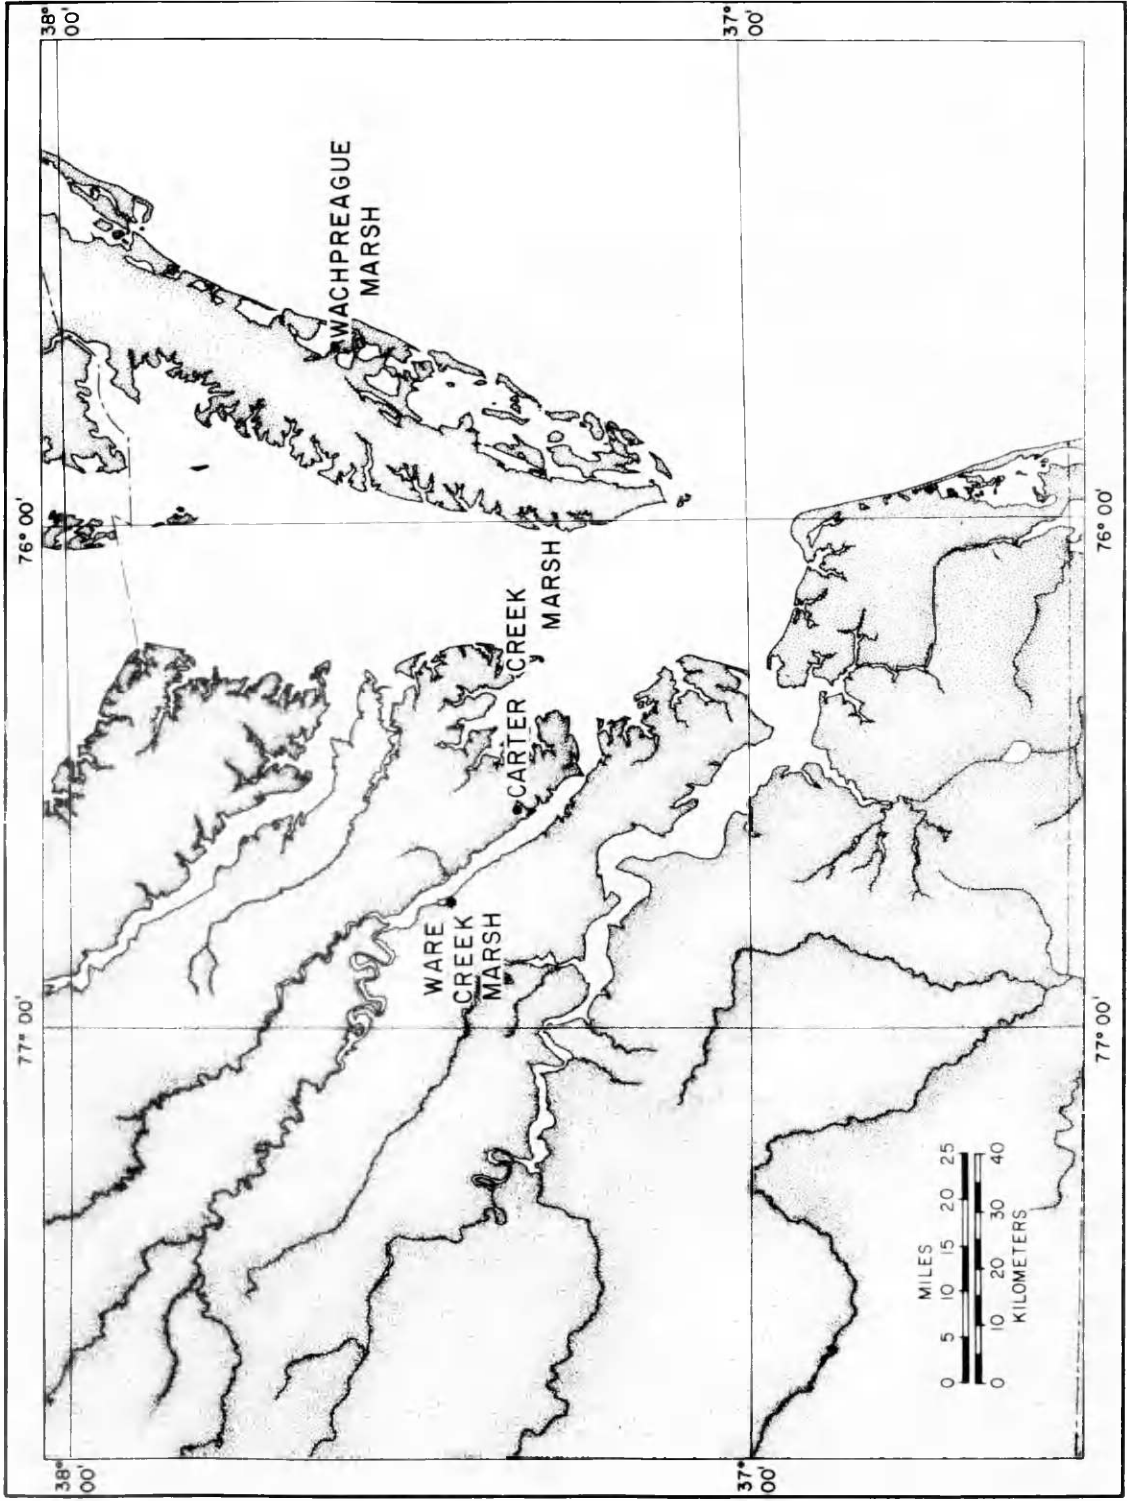 38° 00'
37° 00'
WACHPREAGUE
MARSH
76° 00'
76° 00'
CARTER CREEK
MARSH
WARE
CREEK
MARSH
77° 00'
77° 00'
MILES
0 5 10 15 20 25
0 10 20 30 40
KILOMETERS
38° 00'
37° 00'